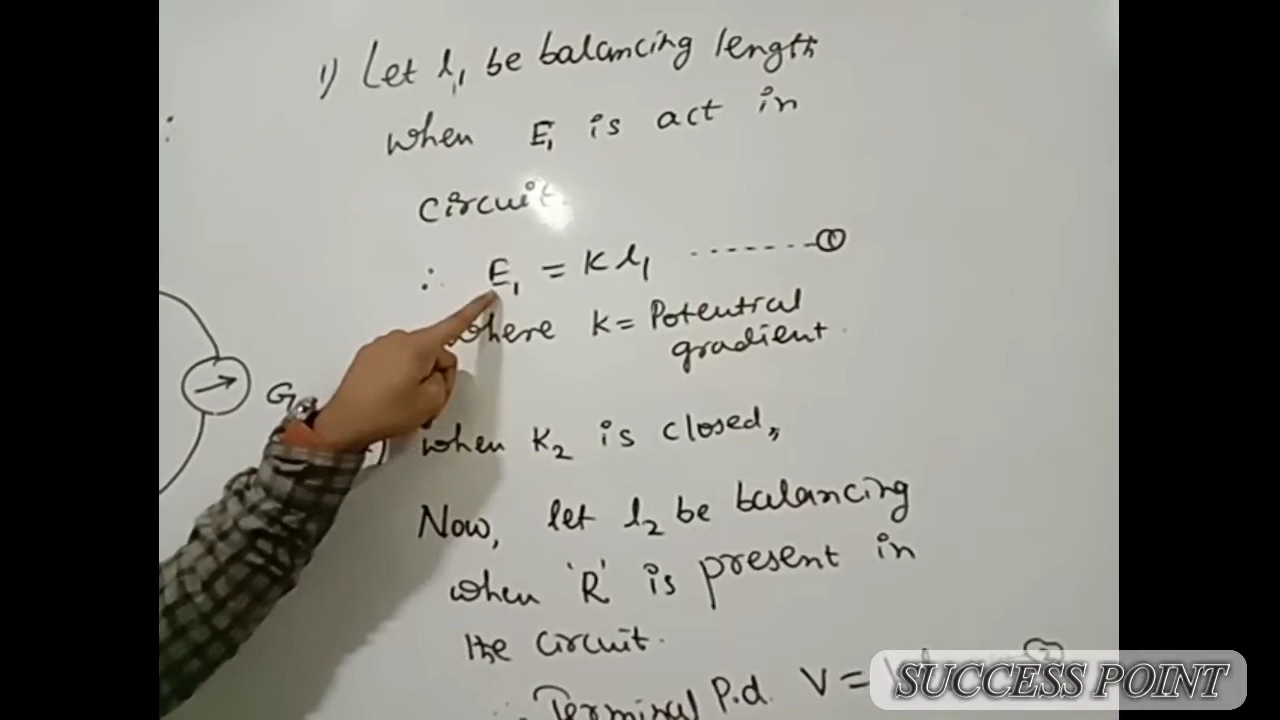 1) Let l1 be balancing length
when E1 is act in
circuit.
∴ E1 = K l1 -------①
where K = Potential
gradient.
G
when K2 is closed,
Now, let l2 be balancing
when 'R' is present in
the circuit.
Terminal P.d. V =
SUCCESS POINT